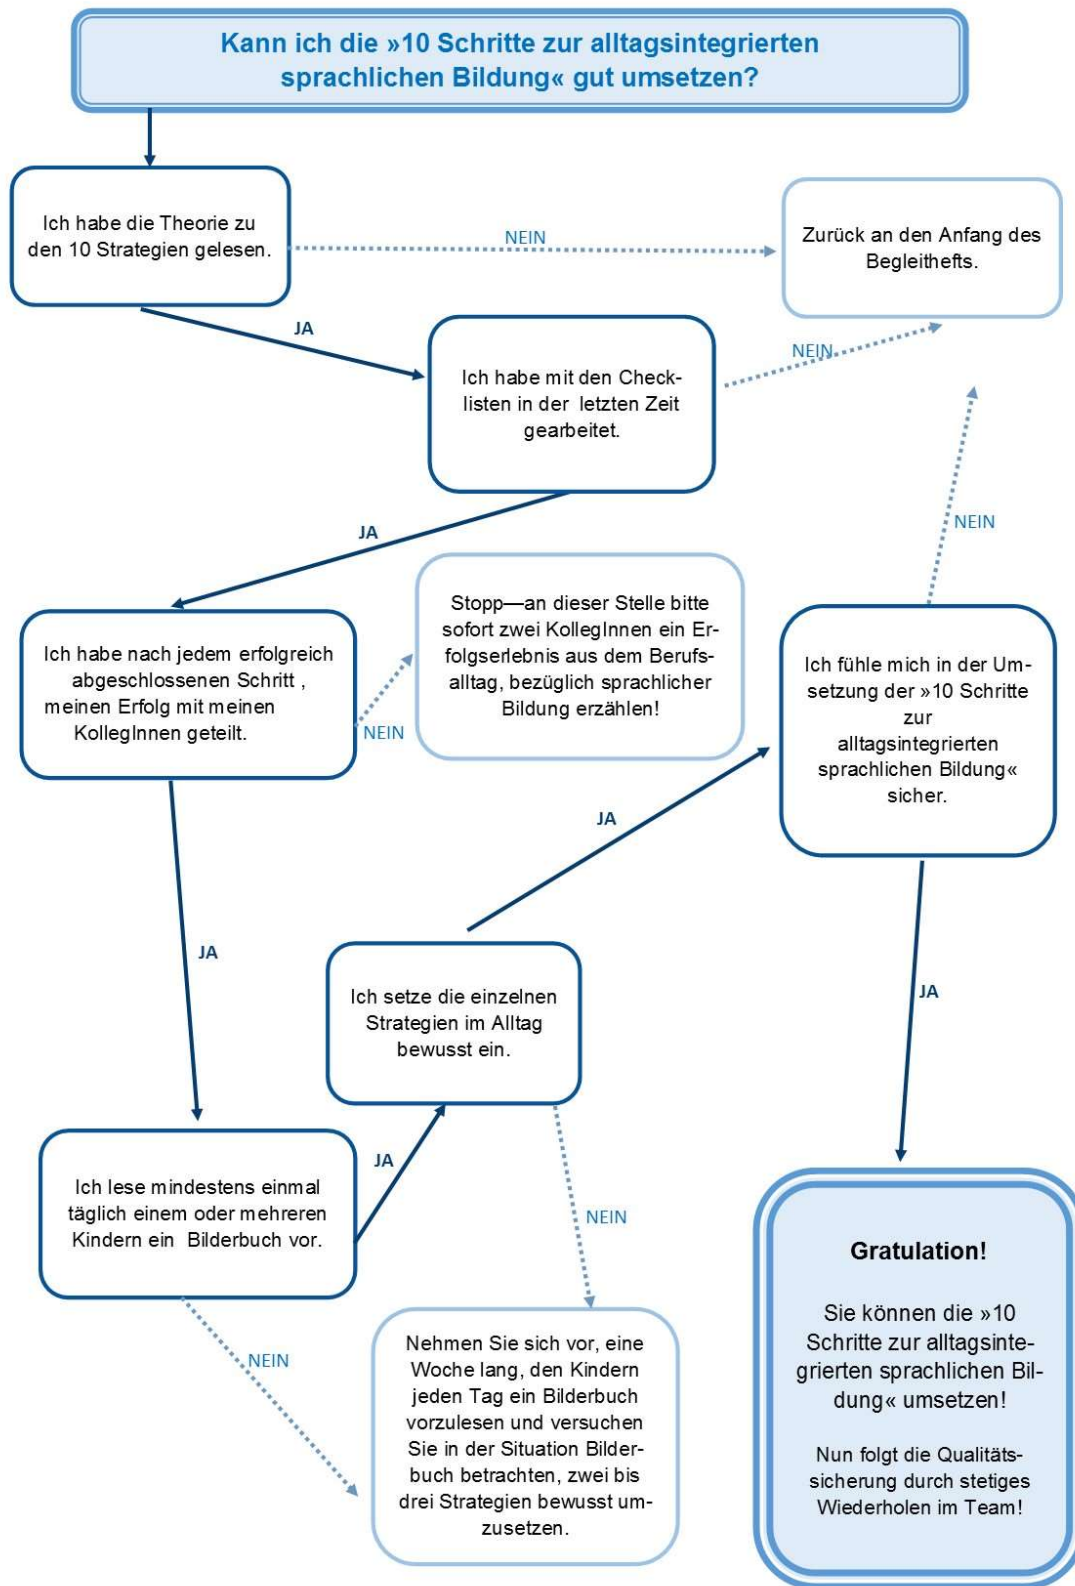 Kann ich die »10 Schritte zur alltagsintegrierten
sprachlichen Bildung« gut umsetzen?
Ich habe die Theorie zu
den 10 Strategien gelesen.
NEIN
Zurück an den Anfang des
Begleithefts.
JA
Ich habe mit den Check-
listen in der letzten Zeit
gearbeitet.
NEIN
JA
Ich habe nach jedem erfolgreich
abgeschlossenen Schritt ,
meinen Erfolg mit meinen
KollegInnen geteilt.
NEIN
Stopp—an dieser Stelle bitte
sofort zwei KollegInnen ein Er-
folgserlebnis aus dem Berufs-
alltag, bezüglich sprachlicher
Bildung erzählen!
JA
Ich lese mindestens einmal
täglich einem oder mehreren
Kindern ein Bilderbuch vor.
JA
NEIN
Ich setze die einzelnen
Strategien im Alltag
bewusst ein.
NEIN
Nehmen Sie sich vor, eine
Woche lang, den Kindern
jeden Tag ein Bilderbuch
vorzulesen und versuchen
Sie in der Situation Bilder-
buch betrachten, zwei bis
drei Strategien bewusst um-
zusetzen.
JA
Ich fühle mich in der Um-
setzung der »10 Schritte
zur
alltagsintegrierten
sprachlichen Bildung«
sicher.
NEIN
JA
Gratulation!
Sie können die »10
Schritte zur alltagsinte-
grierten sprachlichen Bil-
dung« umsetzen!
Nun folgt die Qualitäts-
sicherung durch stetiges
Wiederholen im Team!